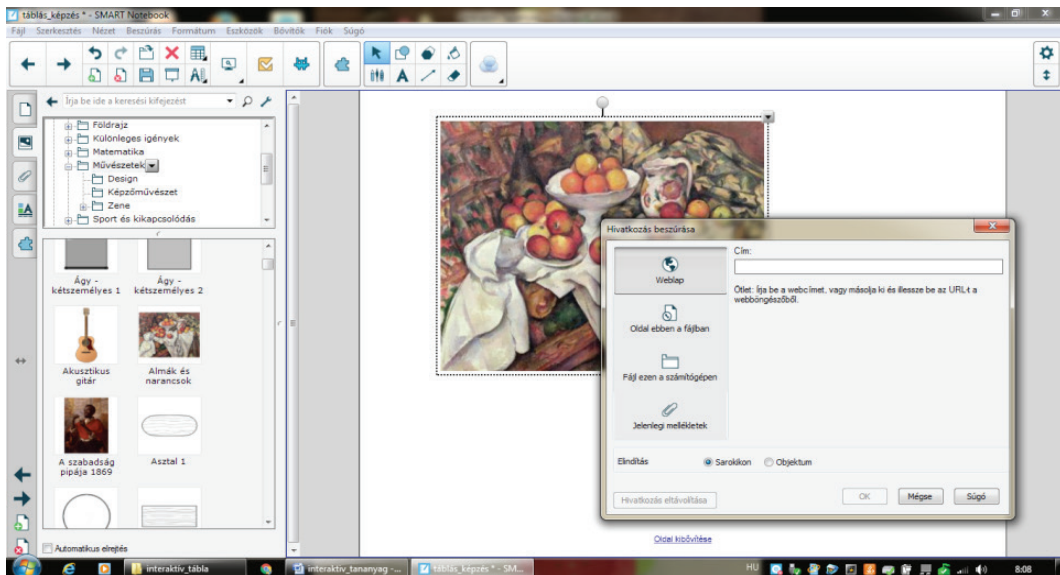 táblás_képzés * - SMART Notebook
Fájl Szerkesztés Nézet Beszúrás Formátum Eszközök Bővítők Fiók Súgó
Írja be ide a keresési kifejezést
Földrajz
Különleges igények
Matematika
Művészetek
Design
Képzőművészet
Zene
Sport és kikapcsolódás
Ágy -
kétszemélyes 1
Ágy -
kétszemélyes 2
Akusztikus
gitár
Almák és
narancsok
A szabadság
pipája 1869
Asztal 1
Automatikus elrejtés
Hivatkozás beszúrása
Weblap
Oldal ebben a fájlban
Fájl ezen a számítógépen
Jelenlegi mellékletek
Cím:
Ötlet: Írja be a webcímet, vagy másolja ki és illessze be az URL-t a
webböngészőből.
Elindítás
Sarokikon
Objektum
Hivatkozás eltávolítása
OK
Mégse
Súgó
Oldal kibővítése
interaktív_tábla
interaktív_tananyag -...
táblás_képzés * - SM...
HU
8:08